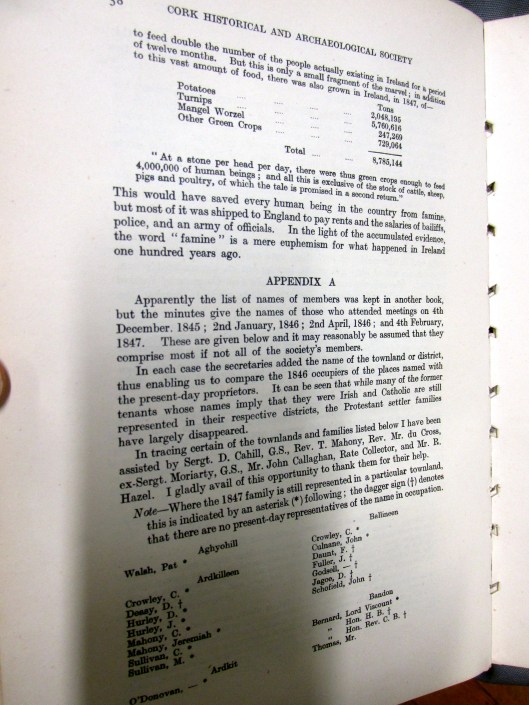 38
CORK HISTORICAL AND ARCHAEOLOGICAL SOCIETY
to feed double the number of the people actually existing in Ireland for a period
of twelve months. But this is only a small fragment of the marvel; in addition
to this vast amount of food, there was also grown in Ireland, in 1847, of—
Tons
Potatoes .... .... .... 2,048,195
Turnips .... .... .... 5,760,616
Mangel Worzel .... .... .... 247,269
Other Green Crops .... .... .... 729,064
Total .... .... 8,785,144
"At a stone per head per day, there were thus green crops enough to feed
4,000,000 of human beings; and all this is exclusive of the stock of cattle, sheep,
pigs and poultry, of which the tale is promised in a second return."
This would have saved every human being in the country from famine,
but most of it was shipped to England to pay rents and the salaries of bailiffs,
police, and an army of officials. In the light of the accumulated evidence,
the word "famine" is a mere euphemism for what happened in Ireland
one hundred years ago.
APPENDIX A
Apparently the list of names of members was kept in another book,
but the minutes give the names of those who attended meetings on 4th
December. 1845; 2nd January, 1846; 2nd April, 1846; and 4th February,
1847. These are given below and it may reasonably be assumed that they
comprise most if not all of the society's members.
In each case the secretaries added the name of the townland or district,
thus enabling us to compare the 1846 occupiers of the places named with
the present-day proprietors. It can be seen that while many of the former
tenants whose names imply that they were Irish and Catholic are still
represented in their respective districts, the Protestant settler families
have largely disappeared.
In tracing certain of the townlands and families listed below I have been
assisted by Sergt. D. Cahill, G.S., Rev. T. Mahony, Rev. Mr. du Cross,
ex-Sergt. Moriarty, G.S., Mr. John Callaghan, Rate Collector, and Mr. R.
Hazel. I gladly avail of this opportunity to thank them for their help.
Note—Where the 1847 family is still represented in a particular townland,
this is indicated by an asterisk (*) following; the dagger sign (†) denotes
that there are no present-day representatives of the name in occupation.
Aghyohill
Walsh, Pat *
Ardkilleen
Crowley, C. *
Deasy, D. †
Hurley, D. *
Hurley, J. *
Mahony, C. *
Mahony, Jeremiah *
Sullivan, C. *
Sullivan, M. *
Ardkit
O'Donovan, — *
Ballineen
Crowley, C. *
Culnane, John *
Daunt, F. †
Fuller, J. †
Godsell, — †
Jagoe, D. †
Schofield, John †
Bandon
Bernard, Lord Viscount *
„ Hon. H. B. †
„ Hon. Rev. C. B. †
Thomas, Mr.